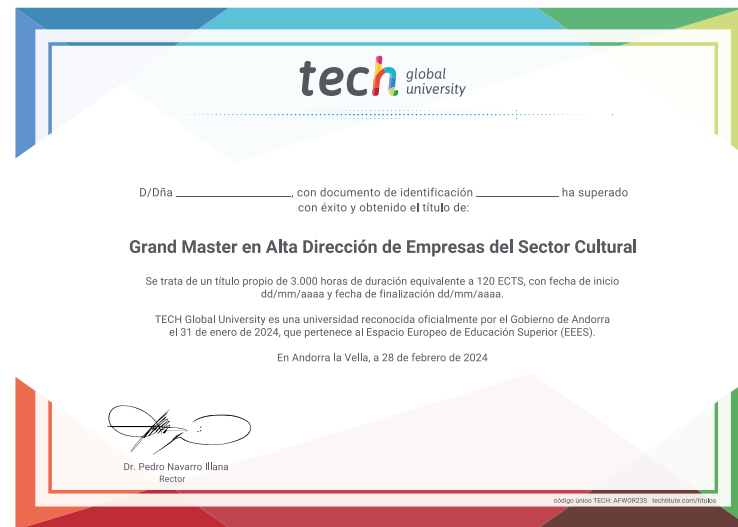 tech global university
D/Dña ____________________, con documento de identificación ______________ ha superado
con éxito y obtenido el título de:
Grand Master en Alta Dirección de Empresas del Sector Cultural
Se trata de un título propio de 3.000 horas de duración equivalente a 120 ECTS, con fecha de inicio
dd/mm/aaaa y fecha de finalización dd/mm/aaaa.
TECH Global University es una universidad reconocida oficialmente por el Gobierno de Andorra
el 31 de enero de 2024, que pertenece al Espacio Europeo de Educación Superior (EEES).
En Andorra la Vella, a 28 de febrero de 2024
Dr. Pedro Navarro Illana
Rector
código único TECH: AFWOR23S techtitute.com/titulos